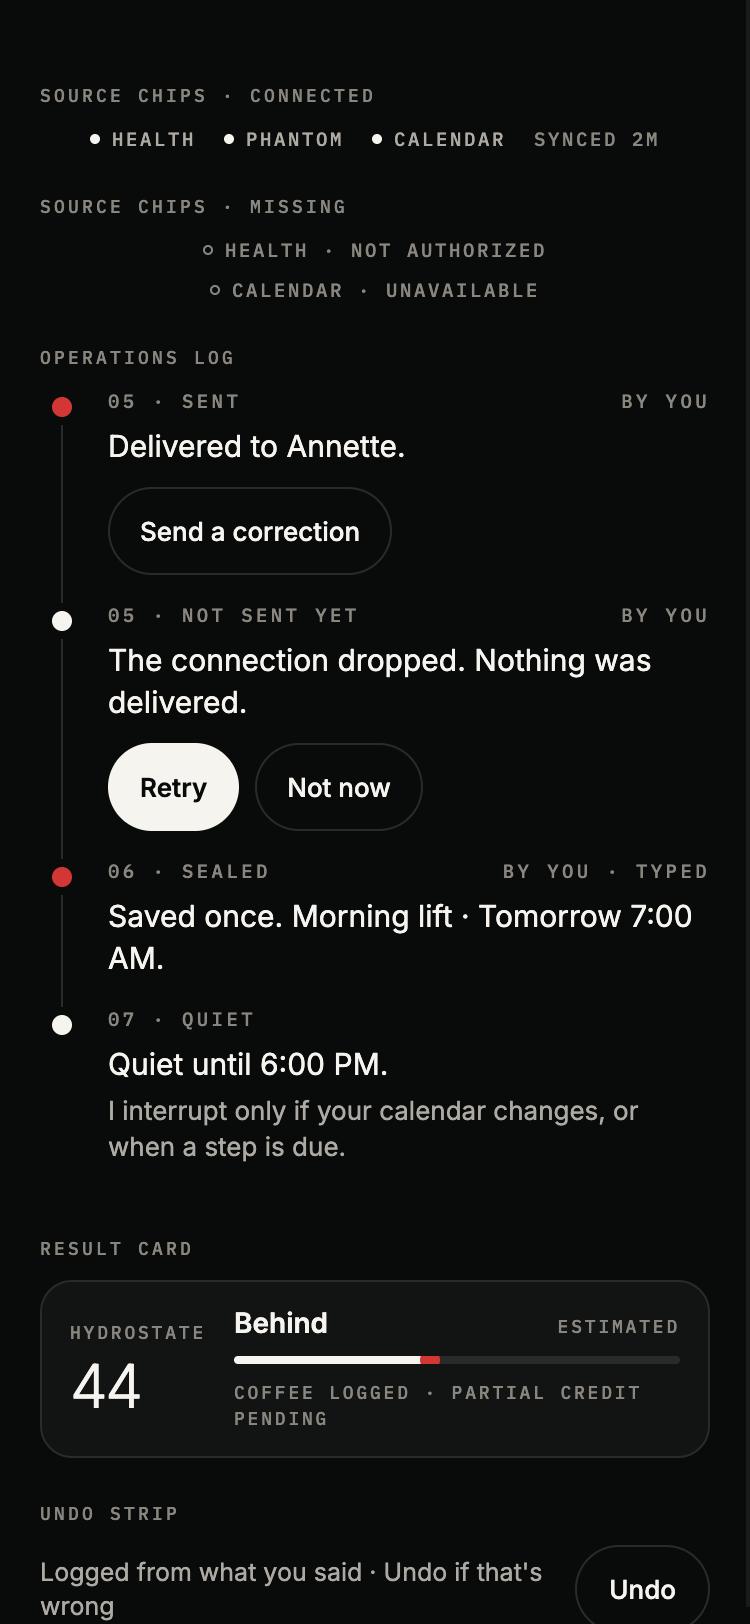 SOURCE CHIPS · CONNECTED
HEALTH PHANTOM CALENDAR SYNCED 2M
SOURCE CHIPS · MISSING
HEALTH · NOT AUTHORIZED
CALENDAR · UNAVAILABLE
OPERATIONS LOG
05 · SENT BY YOU
Delivered to Annette.
Send a correction
05 · NOT SENT YET BY YOU
The connection dropped. Nothing was
delivered.
Retry Not now
06 · SEALED BY YOU · TYPED
Saved once. Morning lift · Tomorrow 7:00
AM.
07 · QUIET
Quiet until 6:00 PM.
I interrupt only if your calendar changes, or
when a step is due.
RESULT CARD
HYDROSTATE Behind ESTIMATED
44
COFFEE LOGGED · PARTIAL CREDIT
PENDING
UNDO STRIP
Logged from what you said · Undo if that's
wrong
Undo